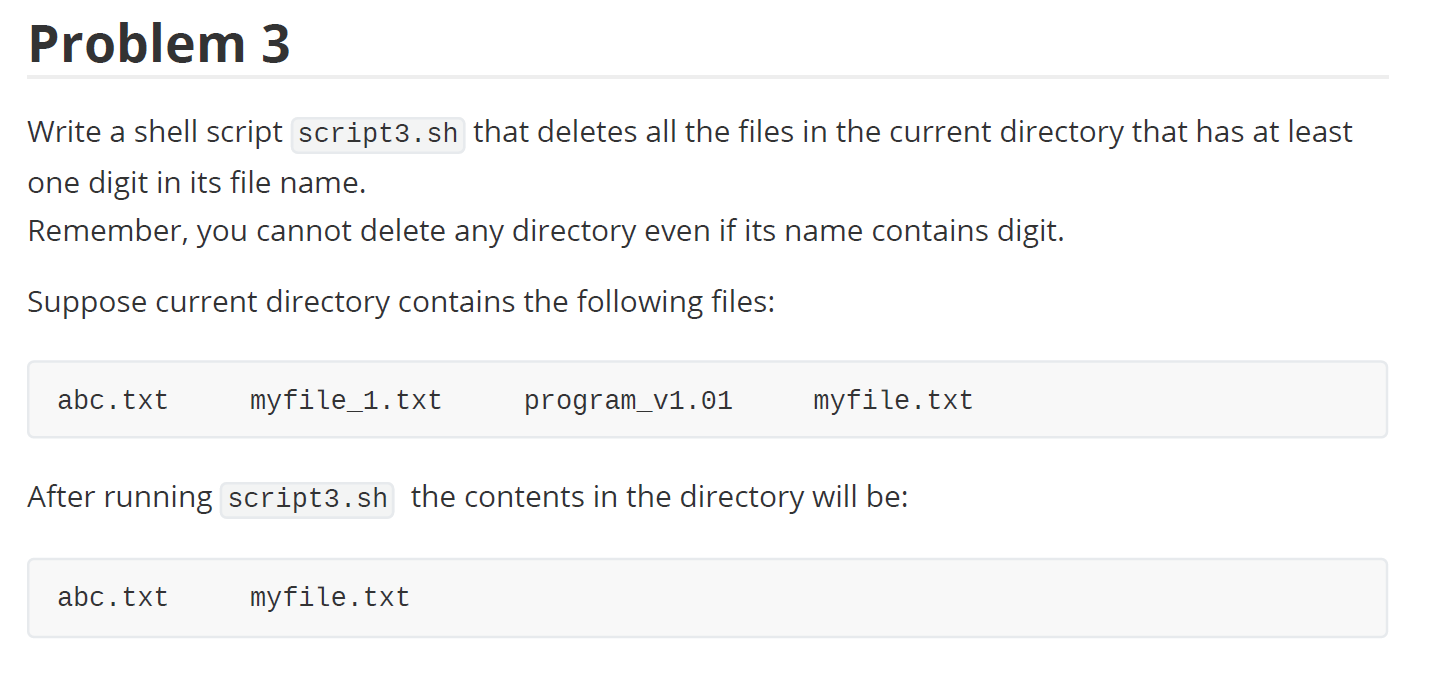 Problem 3
Write a shell script script3.sh that deletes all the files in the current directory that has at least
one digit in its file name.
Remember, you cannot delete any directory even if its name contains digit.
Suppose current directory contains the following files:
abc.txt myfile_1.txt program_v1.01 myfile.txt
After running script3.sh the contents in the directory will be:
abc.txt myfile.txt